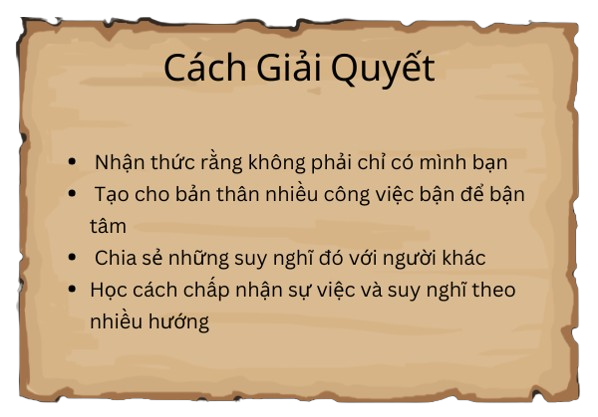 Cách Giải Quyết
• Nhận thức rằng không phải chỉ có mình bạn
• Tạo cho bản thân nhiều công việc bận để bận
tâm
• Chia sẻ những suy nghĩ đó với người khác
• Học cách chấp nhận sự việc và suy nghĩ theo
nhiều hướng